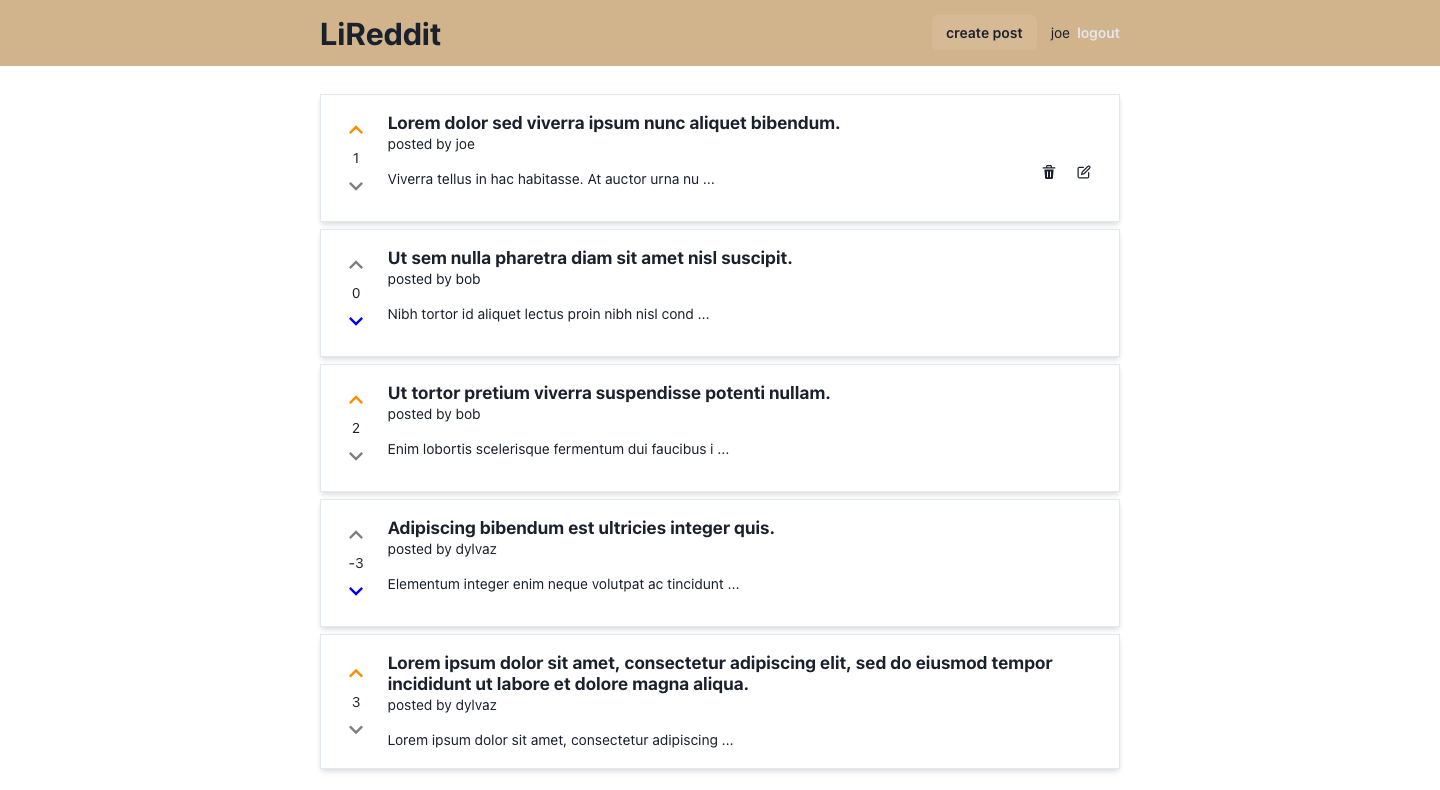 LiReddit
create post joe logout
Lorem dolor sed viverra ipsum nunc aliquet bibendum.
posted by joe
1
Viverra tellus in hac habitasse. At auctor urna nu ...
Ut sem nulla pharetra diam sit amet nisl suscipit.
posted by bob
0
Nibh tortor id aliquet lectus proin nibh nisl cond ...
Ut tortor pretium viverra suspendisse potenti nullam.
posted by bob
2
Enim lobortis scelerisque fermentum dui faucibus i ...
Adipiscing bibendum est ultricies integer quis.
posted by dylvaz
-3
Elementum integer enim neque volutpat ac tincidunt ...
Lorem ipsum dolor sit amet, consectetur adipiscing elit, sed do eiusmod tempor
incididunt ut labore et dolore magna aliqua.
posted by dylvaz
3
Lorem ipsum dolor sit amet, consectetur adipiscing ...